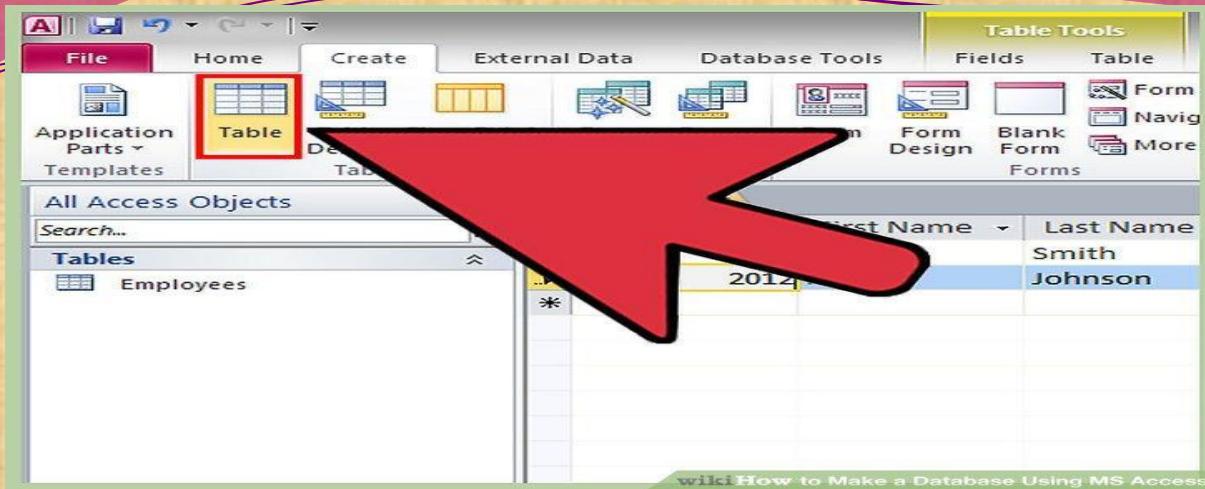 A
Table Tools
File Home Create External Data Database Tools Fields Table
Application Parts
Table
Form Design
Blank Form
Form
Navig
More
Templates
Forms
All Access Objects
Search...
Tables
Employees
Name Last Name
Smith
2012 Johnson
wikiHow to Make a Database Using MS Access